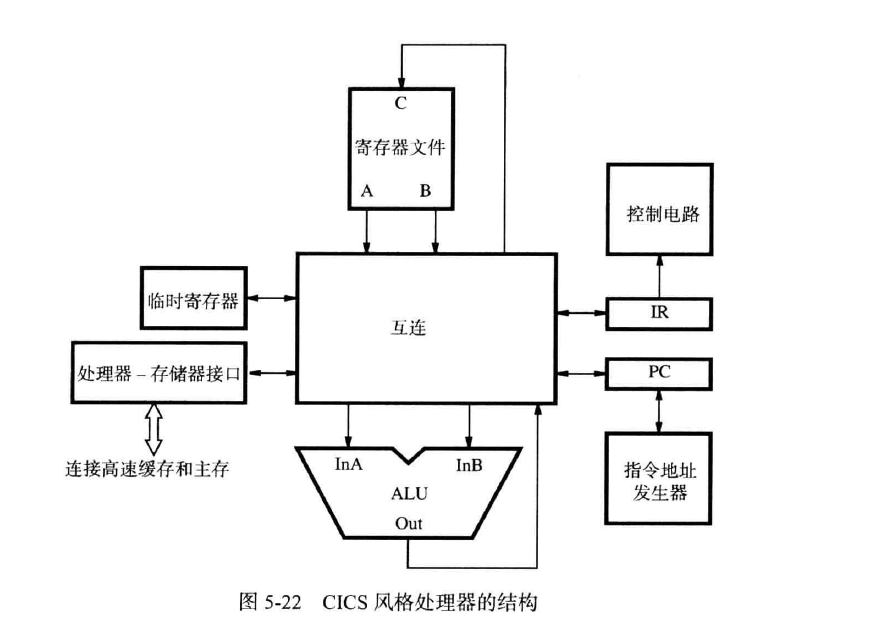 C
寄存器文件
A B
控制电路
临时寄存器
互连
IR
处理器－存储器接口
PC
连接高速缓存和主存
InA InB
ALU
Out
指令地址
发生器
图 5-22 CICS 风格处理器的结构